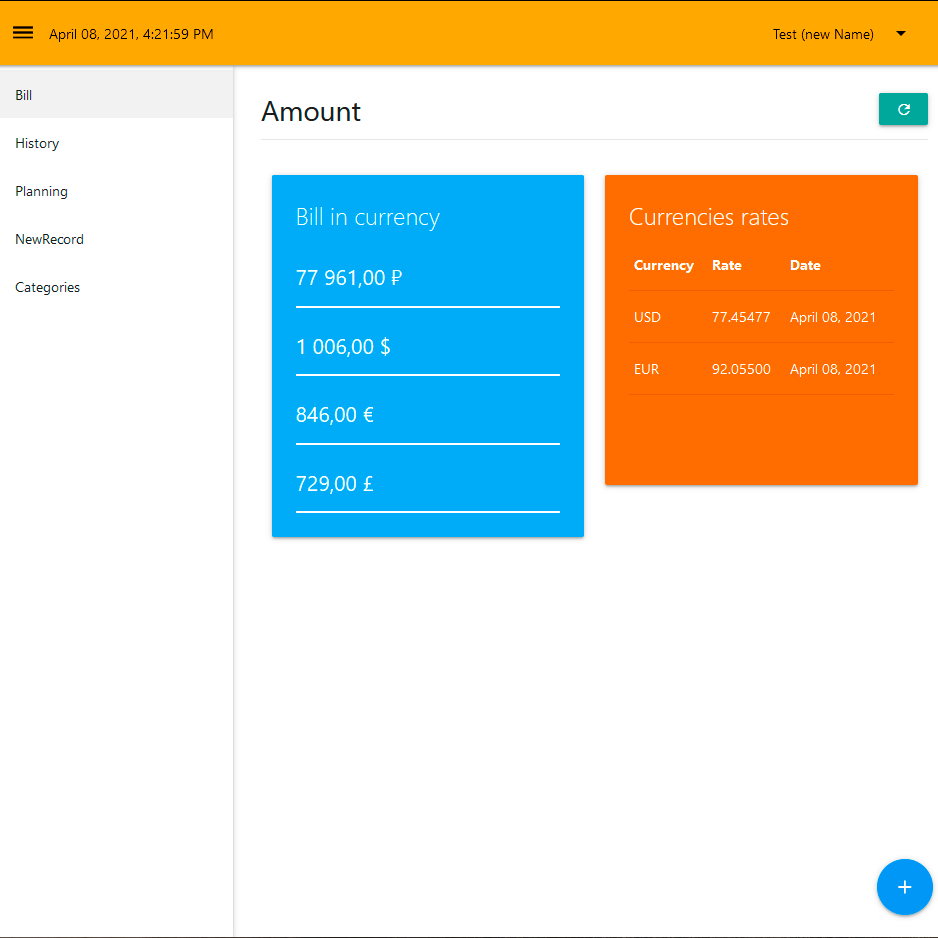 April 08, 2021, 4:21:59 PM
Test (new Name)
Bill
History
Planning
NewRecord
Categories
Amount
Bill in currency
77 961,00 ₽
1 006,00 $
846,00 €
729,00 £
Currencies rates
Currency Rate Date
USD 77.45477 April 08, 2021
EUR 92.05500 April 08, 2021
+